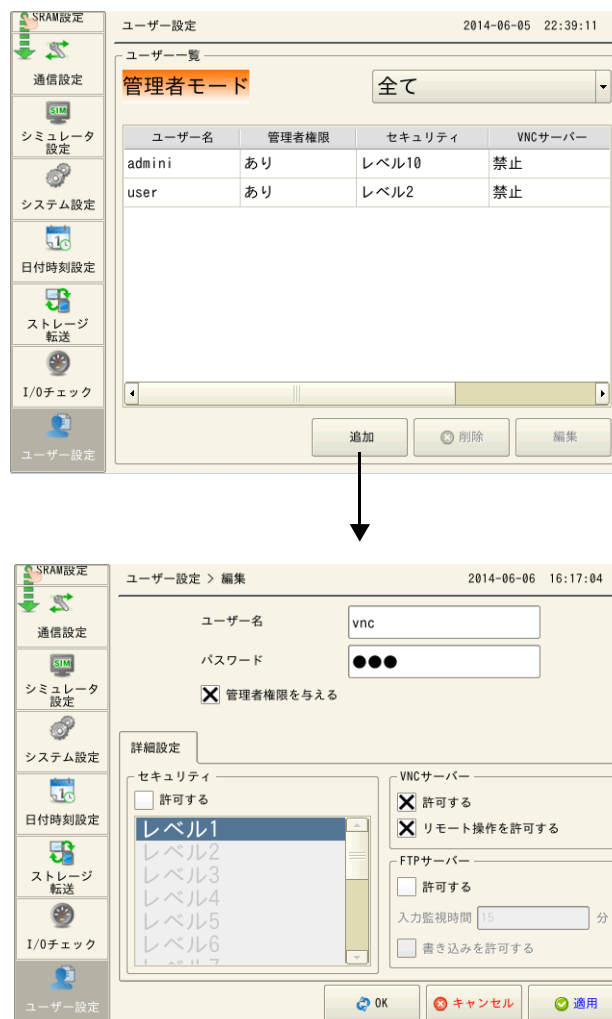 SRAM設定
ユーザー設定
2014-06-05 22:39:11
通信設定
SIM
シミュレータ
設定
システム設定
日付時刻設定
ストレージ
転送
I/Oチェック
ユーザー設定
ユーザー一覧
管理者モード
全て
ユーザー名 管理者権限 セキュリティ VNCサーバー
admini あり レベル10 禁止
user あり レベル2 禁止
追加
削除
編集
SRAM設定
ユーザー設定 > 編集
2014-06-06 16:17:04
通信設定
SIM
シミュレータ
設定
システム設定
日付時刻設定
ストレージ
転送
I/Oチェック
ユーザー設定
ユーザー名 vnc
パスワード ●●●
管理者権限を与える
詳細設定
セキュリティ
許可する
レベル1
レベル2
レベル3
レベル4
レベル5
レベル6
レベル7
VNCサーバー
許可する
リモート操作を許可する
FTPサーバー
許可する
入力監視時間 15 分
書き込みを許可する
OK
キャンセル
適用